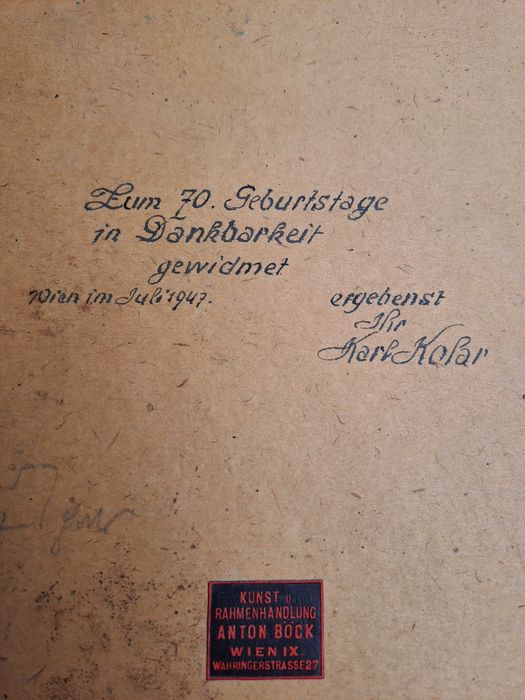 Zum 70. Geburtstage
in Dankbarkeit
gewidmet
Wien im Juli 1947.
ergebenst
Ihr
Karl Kolar
KUNST u.
RAHMENHANDLUNG
ANTON BÖCK
WIEN IX.
WÄHRINGERSTRASSE 27